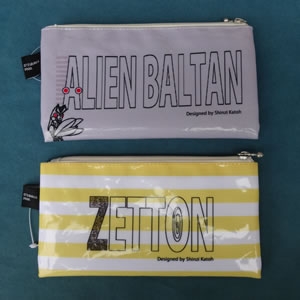 ALIEN BALTAN
Designed by Shinzi Katoh
ZETTON
Designed by Shinzi Katoh